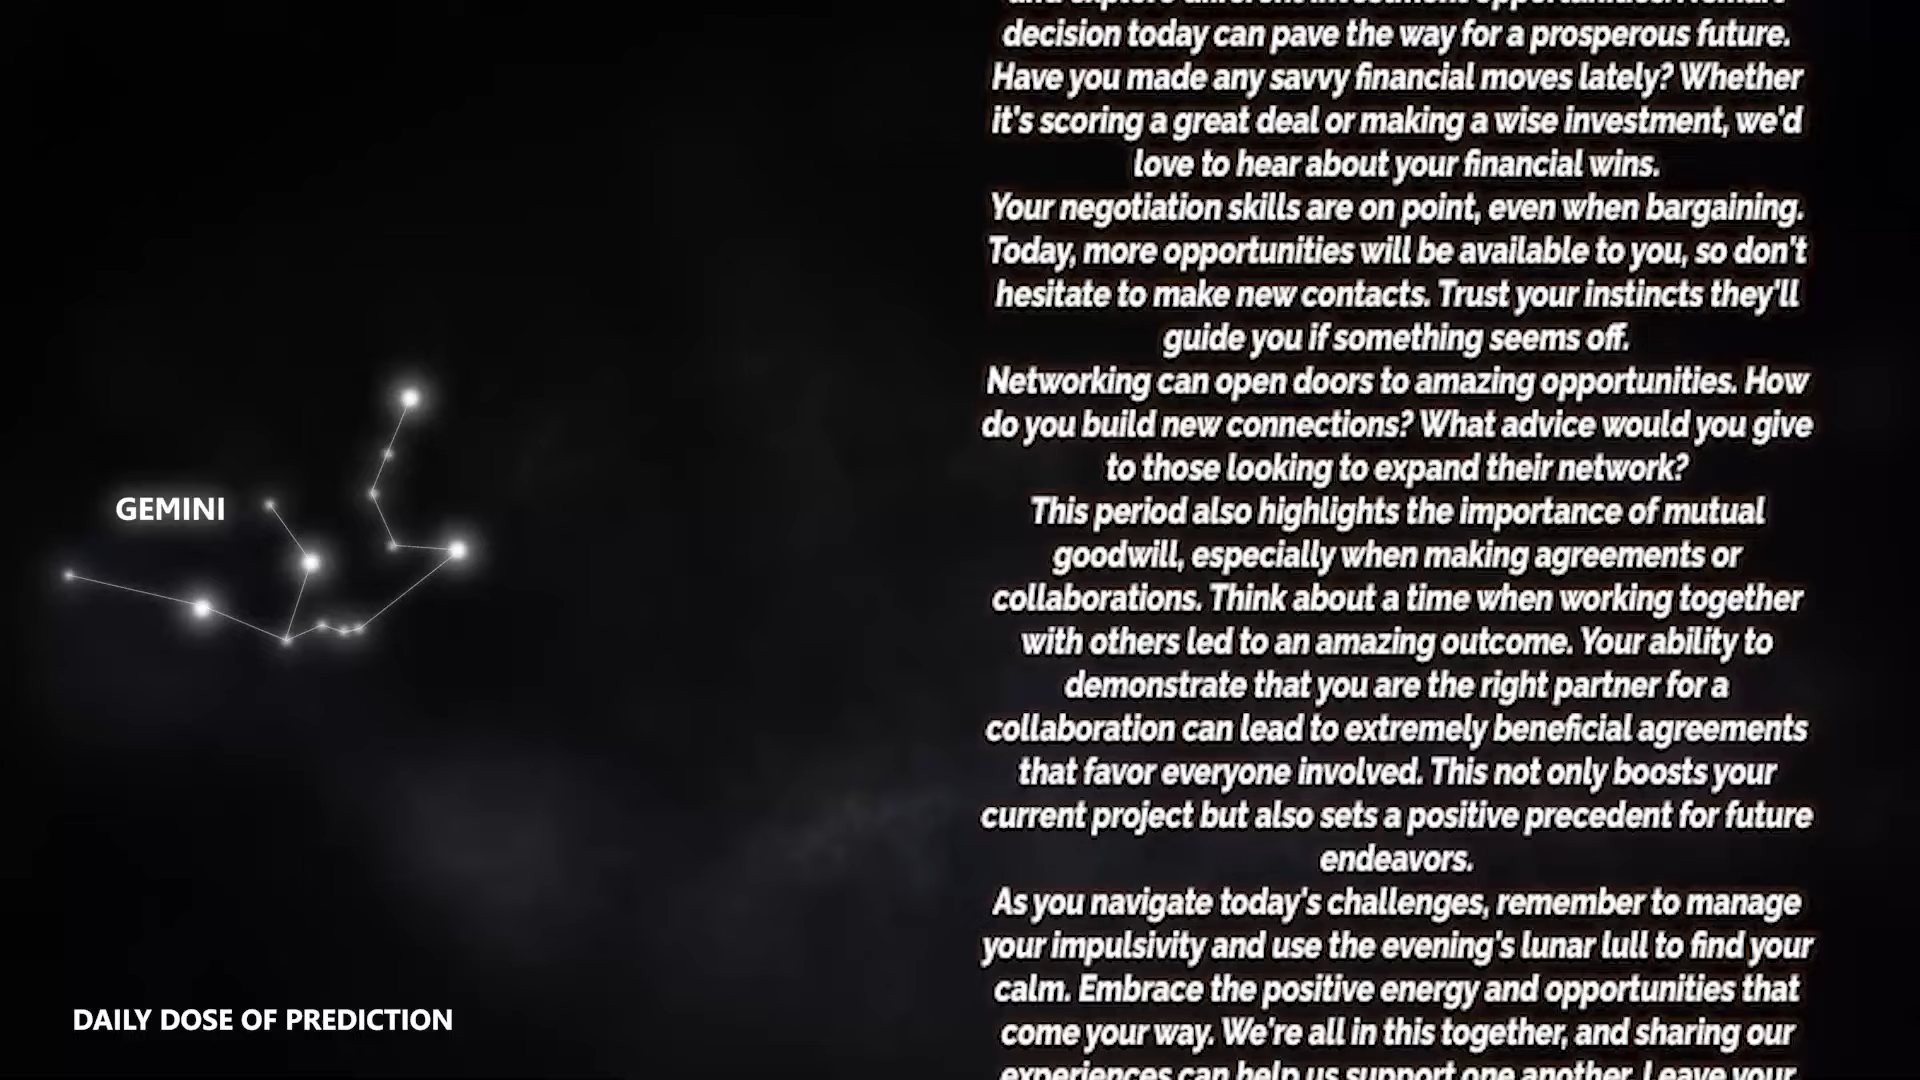 decision today can pave the way for a prosperous future.
Have you made any savvy financial moves lately? Whether
it's scoring a great deal or making a wise investment, we'd
love to hear about your financial wins.
Your negotiation skills are on point, even when bargaining.
Today, more opportunities will be available to you, so don't
hesitate to make new contacts. Trust your instincts they'll
guide you if something seems off.
Networking can open doors to amazing opportunities. How
do you build new connections? What advice would you give
to those looking to expand their network?
This period also highlights the importance of mutual
goodwill, especially when making agreements or
collaborations. Think about a time when working together
with others led to an amazing outcome. Your ability to
demonstrate that you are the right partner for a
collaboration can lead to extremely beneficial agreements
that favor everyone involved. This not only boosts your
current project but also sets a positive precedent for future
endeavors.
As you navigate today's challenges, remember to manage
your impulsivity and use the evening's lunar lull to find your
calm. Embrace the positive energy and opportunities that
come your way. We're all in this together, and sharing our
experiences can help us support one another. Leave your
GEMINI
DAILY DOSE OF PREDICTION